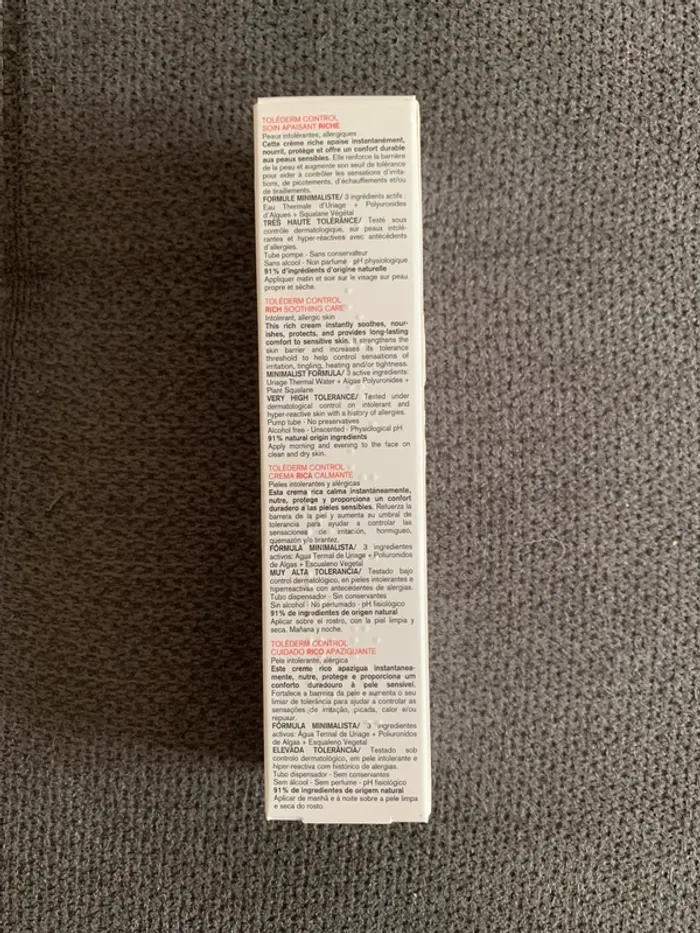 TOLÉDERM CONTROL
SOIN APAISANT RICHE
Peaux intolérantes, allergiques
Cette crème riche apaise instantanément,
nourrit, protège et offre un confort durable
aux peaux sensibles. Elle renforce la barrière
de la peau et augmente son seuil de tolérance
pour aider à contrôler les sensations d'irrita-
tions, de picotements, d'échauffements et/ou
de tiraillements.
FORMULE MINIMALISTE/ 3 ingrédients actifs :
Eau Thermale d'Uriage + Polyuronides
d'Algues + Squalane Végétal
TRÈS HAUTE TOLÉRANCE/ Testé sous
contrôle dermatologique, sur peaux intolé-
rantes et hyper-réactives avec antécédents
d'allergies.
Tube pompe - Sans conservateur
Sans alcool - Non parfumé - pH physiologique
91% d'ingrédients d'origine naturelle
Appliquer matin et soir sur le visage sur peau
propre et sèche.
TOLÉDERM CONTROL
RICH SOOTHING CARE
Intolerant, allergic skin
This rich cream instantly soothes, nour-
ishes, protects, and provides long-lasting
comfort to sensitive skin. It strengthens the
skin barrier and increases its tolerance
threshold to help control sensations of
irritation, tingling, heating and/or tightness.
MINIMALIST FORMULA/ 3 active ingredients:
Uriage Thermal Water + Algae Polyuronides +
Plant Squalane
VERY HIGH TOLERANCE/ Tested under
dermatological control on intolerant and
hyper-reactive skin with a history of allergies.
Pump tube - No preservatives
Alcohol free - Unscented - Physiological pH
91% natural origin ingredients
Apply morning and evening to the face on
clean and dry skin.
TOLÉDERM CONTROL
CREMA RICA CALMANTE
Pieles intolerantes y alérgicas
Esta crema rica calma instantáneamente,
nutre, protege y proporciona un confort
duradero a las pieles sensibles. Refuerza la
barrera de la piel y aumenta su umbral de
tolerancia para ayudar a controlar las
sensaciones de irritación, hormigueo,
quemazón y/o tirantez.
FÓRMULA MINIMALISTA/ 3 ingredientes
activos: Agua Termal de Uriage + Poliuronidos
de Algas + Escualeno Vegetal
MUY ALTA TOLERANCIA/ Testado bajo
control dermatológico, en pieles intolerantes e
hiperreactiva con antecedentes de alergias.
Tubo dispensador - Sin conservantes
Sin alcohol - No perfumado - pH fisiológico
91% de ingredientes de origen natural
Aplicar sobre el rostro, con la piel limpia y
seca. Mañana y noche.
TOLÉDERM CONTROL
CUIDADO RICO APAZIGUANTE
Pele intolerante, alérgica
Este creme rico apazigua instantanea-
mente, nutre, protege e proporciona um
conforto duradouro à pele sensível.
Fortalece a barreira da pele e aumenta o seu
limiar de tolerância para ajudar a controlar as
sensações de irritação, picada, calor e/ou
repuxar.
FÓRMULA MINIMALISTA/ 3 ingredientes
activos: Água Termal de Uriage + Poliuronidos
de Algas + Esqualeno Vegetal
ELEVADA TOLERÂNCIA/ Testado sob
controlo dermatológico, em pele intolerante e
hiper-reactiva com histórico de alergias.
Tubo dispensador - Sem conservantes
Sem álcool - Sem perfume - pH fisiológico
91% de ingredientes de origem natural
Aplicar de manhã e à noite sobre a pele limpa
e seca do rosto.